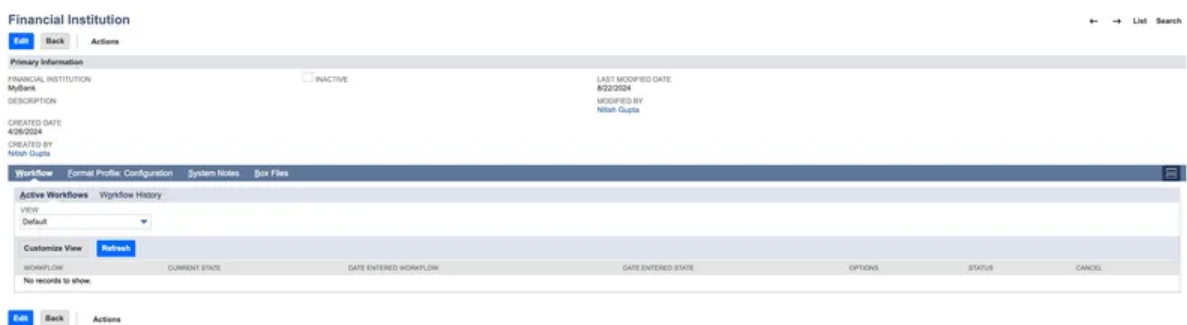 Financial Institution
← → List Search
Edit Back Actions
Primary Information
FINANCIAL INSTITUTION
MyBank
INACTIVE
LAST MODIFIED DATE
8/22/2024
DESCRIPTION
MODIFIED BY
Nitish Gupta
CREATED DATE
4/26/2024
CREATED BY
Nitish Gupta
Workflow Format Profile: Configuration System Notes Box Files
Active Workflows Workflow History
VIEW
Default
Customize View Refresh
WORKFLOW CURRENT STATE DATE ENTERED WORKFLOW DATE ENTERED STATE OPTIONS STATUS CANCEL
No records to show.
Edit Back Actions